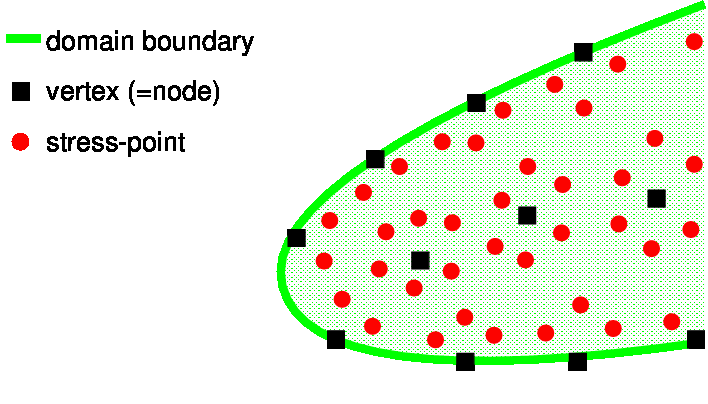 domain boundary
vertex (=node)
stress-point